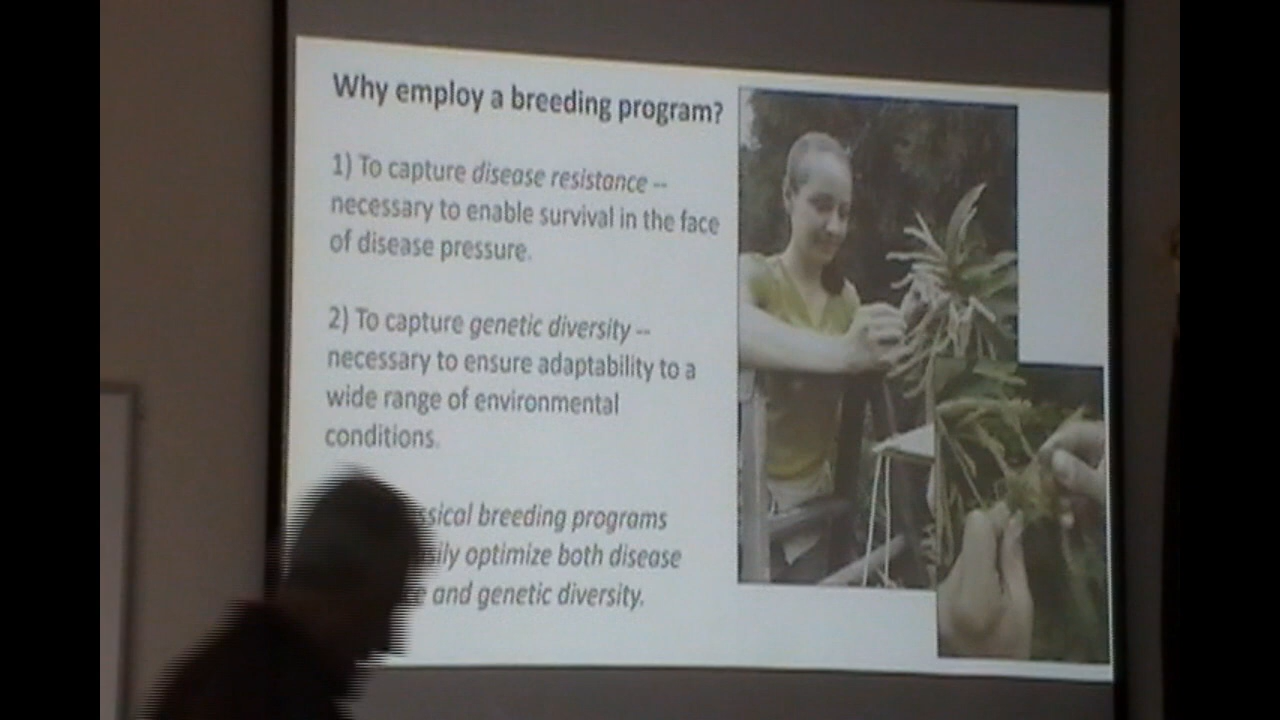 Why employ a breeding program?
1) To capture disease resistance --
necessary to enable survival in the face
of disease pressure.
2) To capture genetic diversity --
necessary to ensure adaptability to a
wide range of environmental
conditions.
breeding programs
optimize both disease
and genetic diversity.